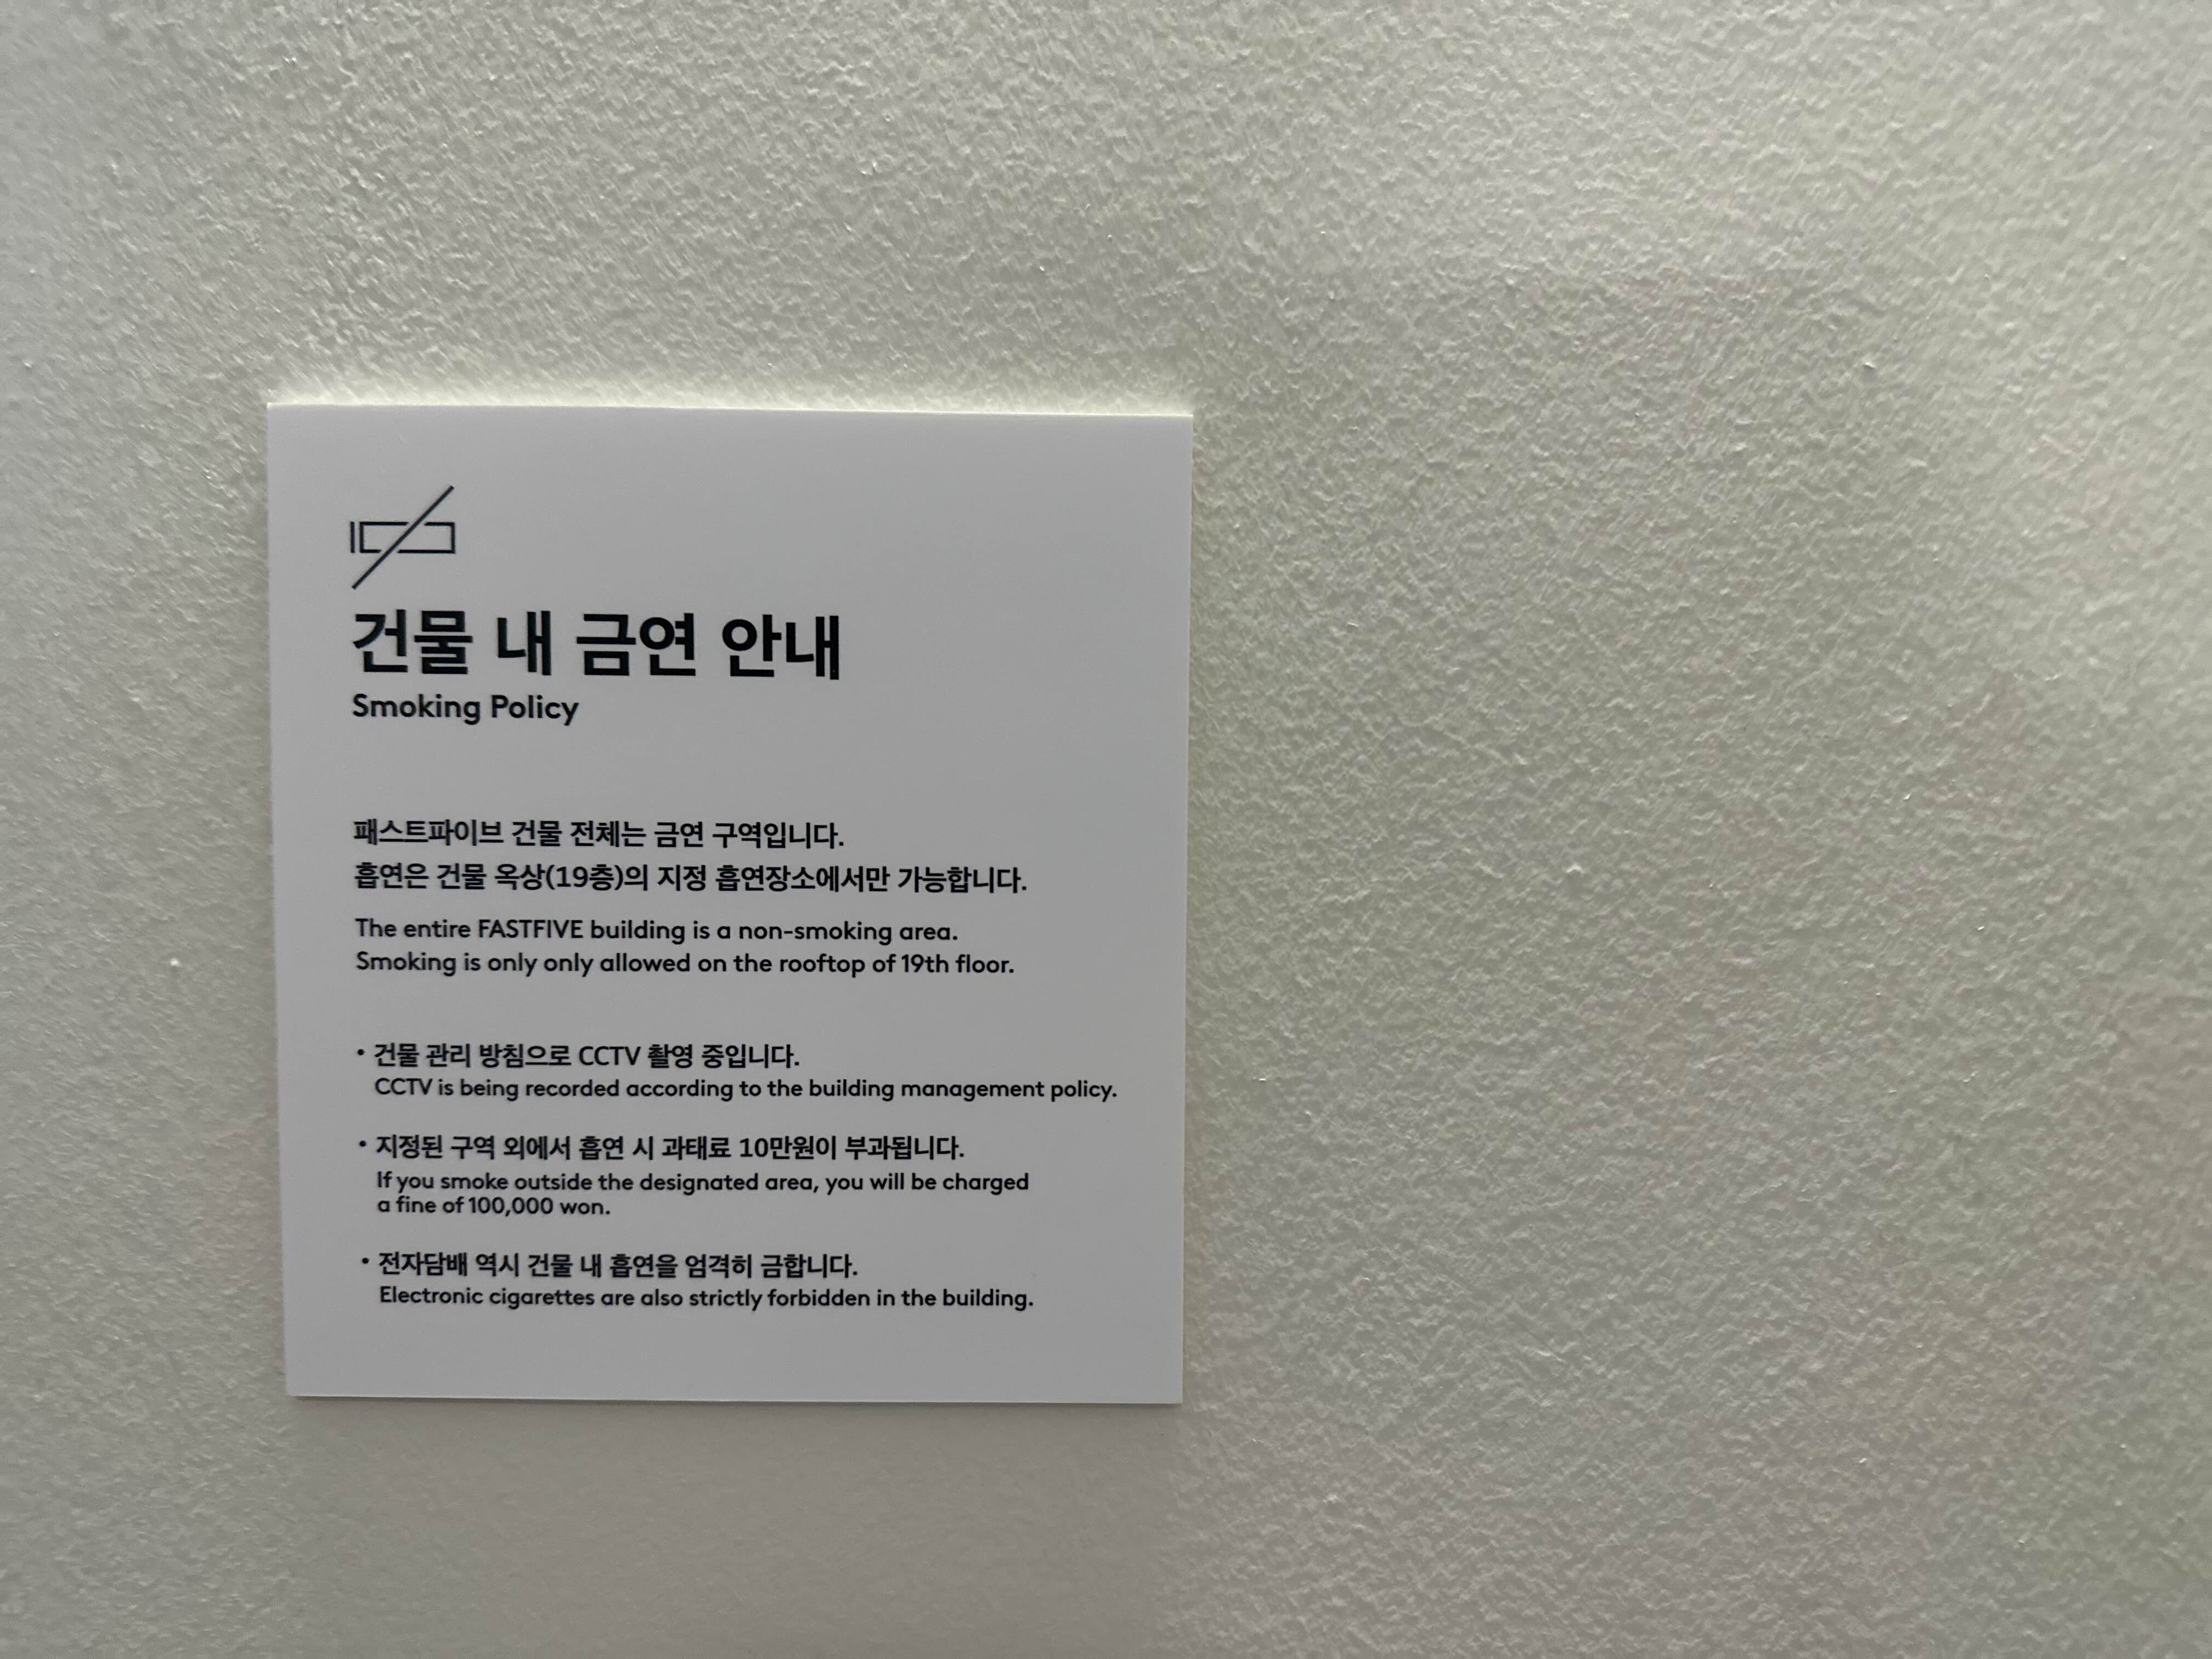 건물 내 금연 안내
Smoking Policy
패스트파이브 건물 전체는 금연 구역입니다.
흡연은 건물 옥상(19층)의 지정 흡연장소에서만 가능합니다.
The entire FASTFIVE building is a non-smoking area.
Smoking is only only allowed on the rooftop of 19th floor.
• 건물 관리 방침으로 CCTV 촬영 중입니다.
CCTV is being recorded according to the building management policy.
• 지정된 구역 외에서 흡연 시 과태료 10만원이 부과됩니다.
If you smoke outside the designated area, you will be charged
a fine of 100,000 won.
• 전자담배 역시 건물 내 흡연을 엄격히 금합니다.
Electronic cigarettes are also strictly forbidden in the building.